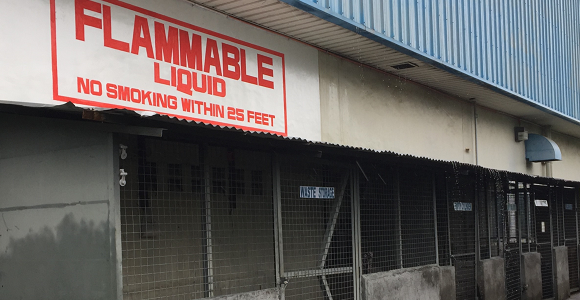 FLAMMABLE
LIQUID
NO SMOKING WITHIN 25 FEET
WASTE STORAGE